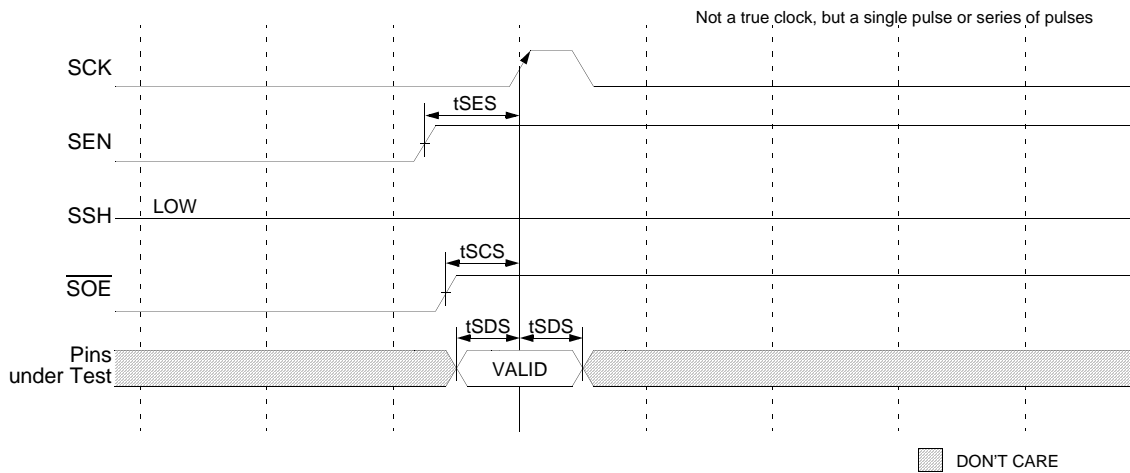 Not a true clock, but a single pulse or series of pulses
SCK
tSES
SEN
SSH
LOW
tSCS
SOE
tSDS
tSDS
Pins
under Test
VALID
DON'T CARE